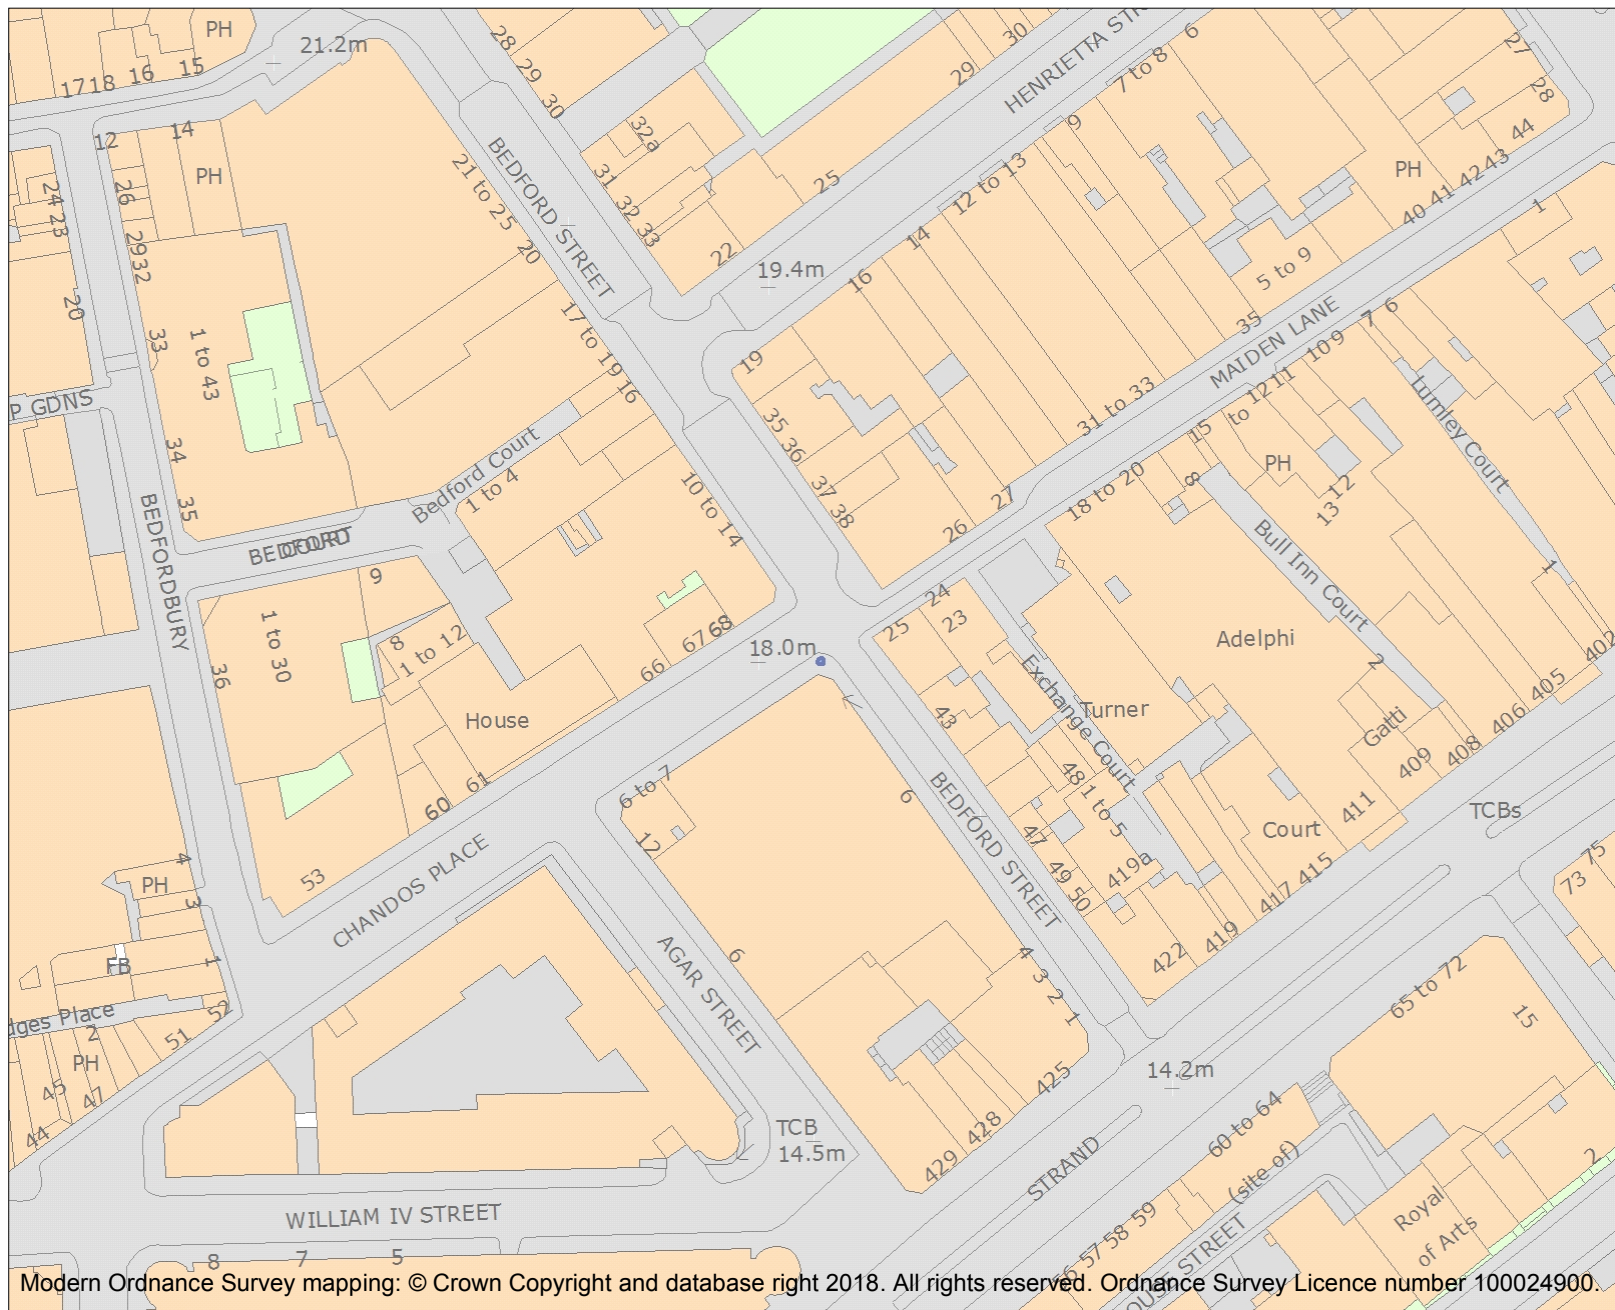 PH
21.2m
28
29
30
30
29
HENRIETTA STR
6
7 to 8
27
28
17 18 16 15
12
14
PH
32a
9
PH
44
43
42
41
40
24
23
26
29
32
20
33
1 to 43
21 to 25
20
BEDFORD STREET
31
32
33
22
25
19.4m
12 to 13
14
16
5 to 9
1
17 to 19
16
19
35
MAIDEN LANE
7 6
10 9
P GDNS
34
35
Bedford Court
1 to 4
35
36
37
38
31 to 33
15 to 12 11
Lumley Court
10 to 14
27
26
18 to 20
8
PH
12
13
BEDFORDBURY
BEDFORD
COURT
9
Bull Inn Court
1
1 to 30
8
1 to 12
36
66
67
68
18.0m
25
24
23
Adelphi
2
402
405
406
408
409
411
House
Exchange Court
Turner
43
Gatti
61
60
53
6 to 7
12
6
BEDFORD STREET
48
1 to 5
47
49
50
419a
Court
TCBs
415
417
419
422
75
73
CHANDOS PLACE
4
PH
3
1
FB
52
51
dges Place
2
PH
45
47
44
AGAR STREET
6
4
3
2
1
65 to 72
15
425
14.2m
428
429
TCB
14.5m
STRAND
60 to 64
(site of)
59
58
57
56
Royal
of Arts
2
OUSE STREET
WILLIAM IV STREET
8
7
5
Modern Ordnance Survey mapping: © Crown Copyright and database right 2018. All rights reserved. Ordnance Survey Licence number 100024900.